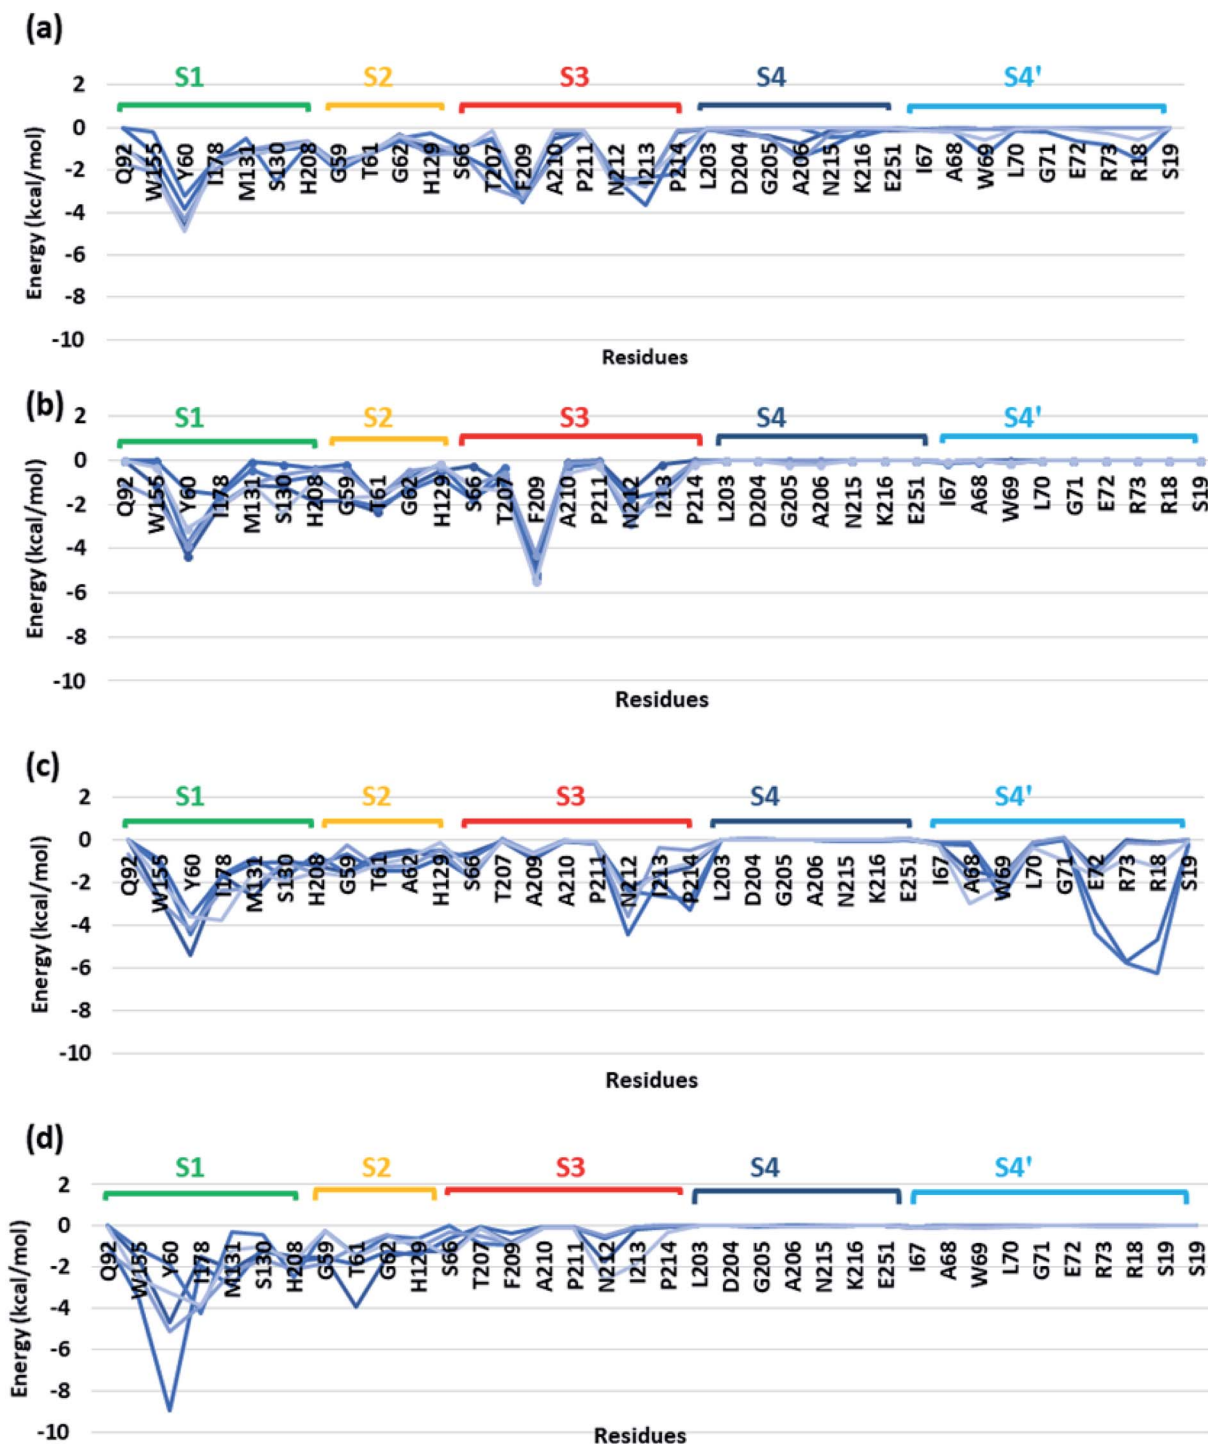 (a)
S1 S2 S3 S4 S4'
Energy (kcal/mol)
2
0
-2
-4
-6
-8
-10
Q92 W155 Y60 I178 M131 S130 H208 G59 T61 G62 H129 S66 T207 F209 A210 P211 N212 I213 P214 L203 D204 G205 A206 N215 K216 E251 I67 A68 W69 L70 G71 E72 R73 R18 S19
Residues
(b)
S1 S2 S3 S4 S4'
Energy (kcal/mol)
2
0
-2
-4
-6
-8
-10
Q92 W155 Y60 I178 M131 S130 H208 G59 T61 G62 H129 S66 T207 F209 A210 P211 N212 I213 P214 L203 D204 G205 A206 N215 K216 E251 I67 A68 W69 L70 G71 E72 R73 R18 S19
Residues
(c)
S1 S2 S3 S4 S4'
Energy (kcal/mol)
2
0
-2
-4
-6
-8
-10
Q92 W155 Y60 I178 M131 S130 H208 G59 T61 A62 H129 S66 T207 A209 A210 P211 N212 I213 P214 L203 D204 G205 A206 N215 K216 E251 I67 A68 W69 L70 G71 E72 R73 R18 S19
Residues
(d)
S1 S2 S3 S4 S4'
Energy (kcal/mol)
2
0
-2
-4
-6
-8
-10
Q92 W155 Y60 I178 M131 S130 H208 G59 T61 G62 H129 S66 T207 F209 A210 P211 N212 I213 P214 L203 D204 G205 A206 N215 K216 E251 I67 A68 W69 L70 G71 E72 R73 R18 S19 S19
Residues